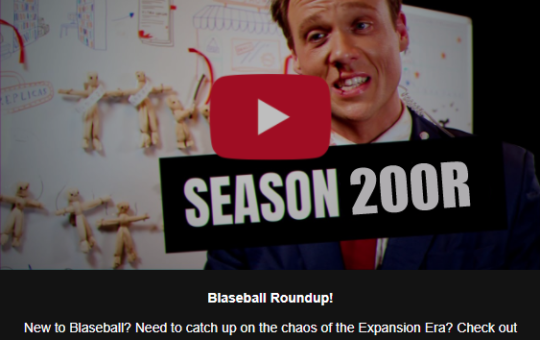 ZEPLICH
SEASON 200R
Blaseball Roundup!
New to Blaseball? Need to catch up on the chaos of the Expansion Era? Check out